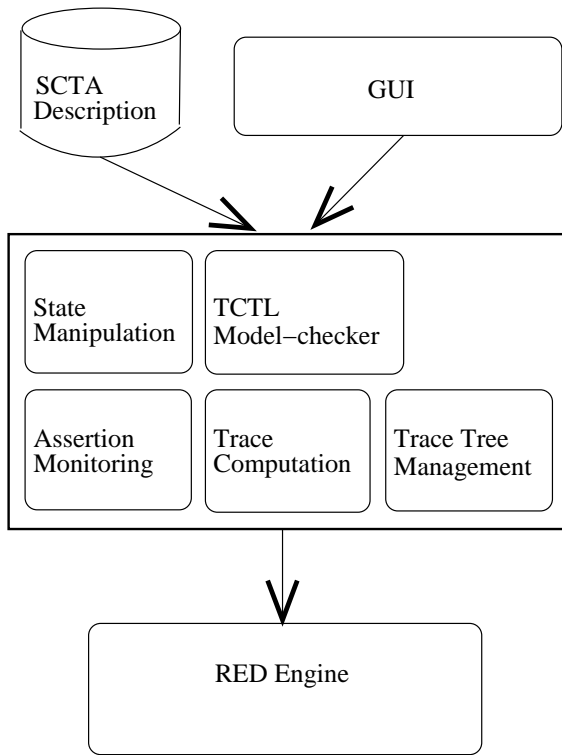 SCTA
Description
GUI
State
Manipulation
TCTL
Model−checker
Assertion
Monitoring
Trace
Computation
Trace Tree
Management
RED Engine